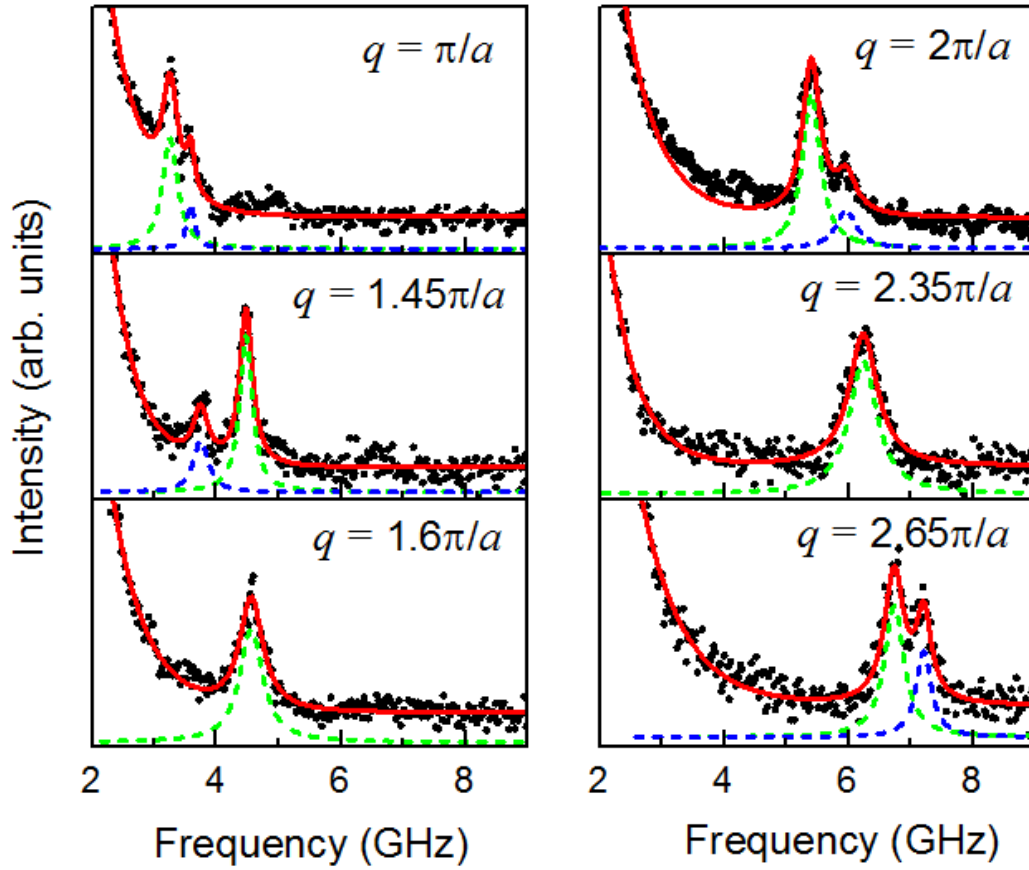 q = π/a
q = 2π/a
q = 1.45π/a
q = 2.35π/a
q = 1.6π/a
q = 2.65π/a
Intensity (arb. units)
2 4 6 8
2 4 6 8
Frequency (GHz)
Frequency (GHz)